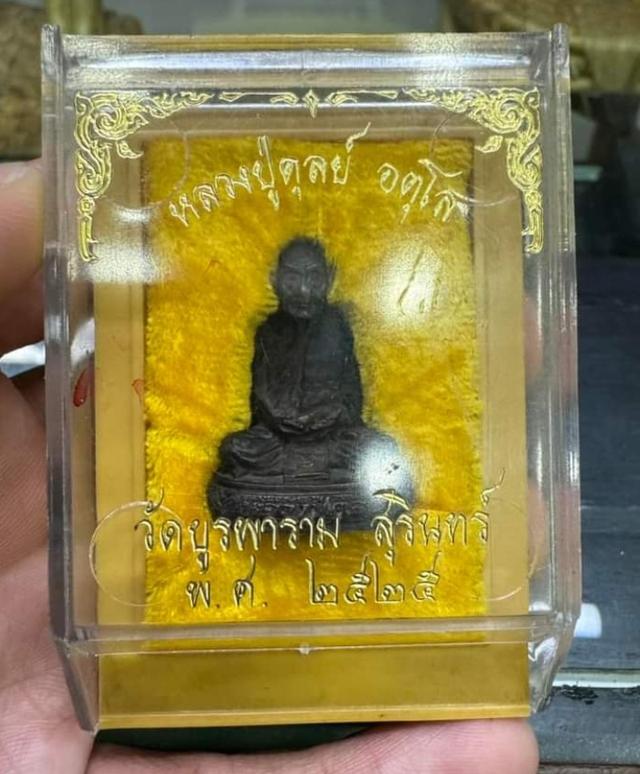 หลวงปู่ดุลย์ อตุโล
วัดบูรพาราม สุรินทร์
พ.ศ. ๒๕๒๕